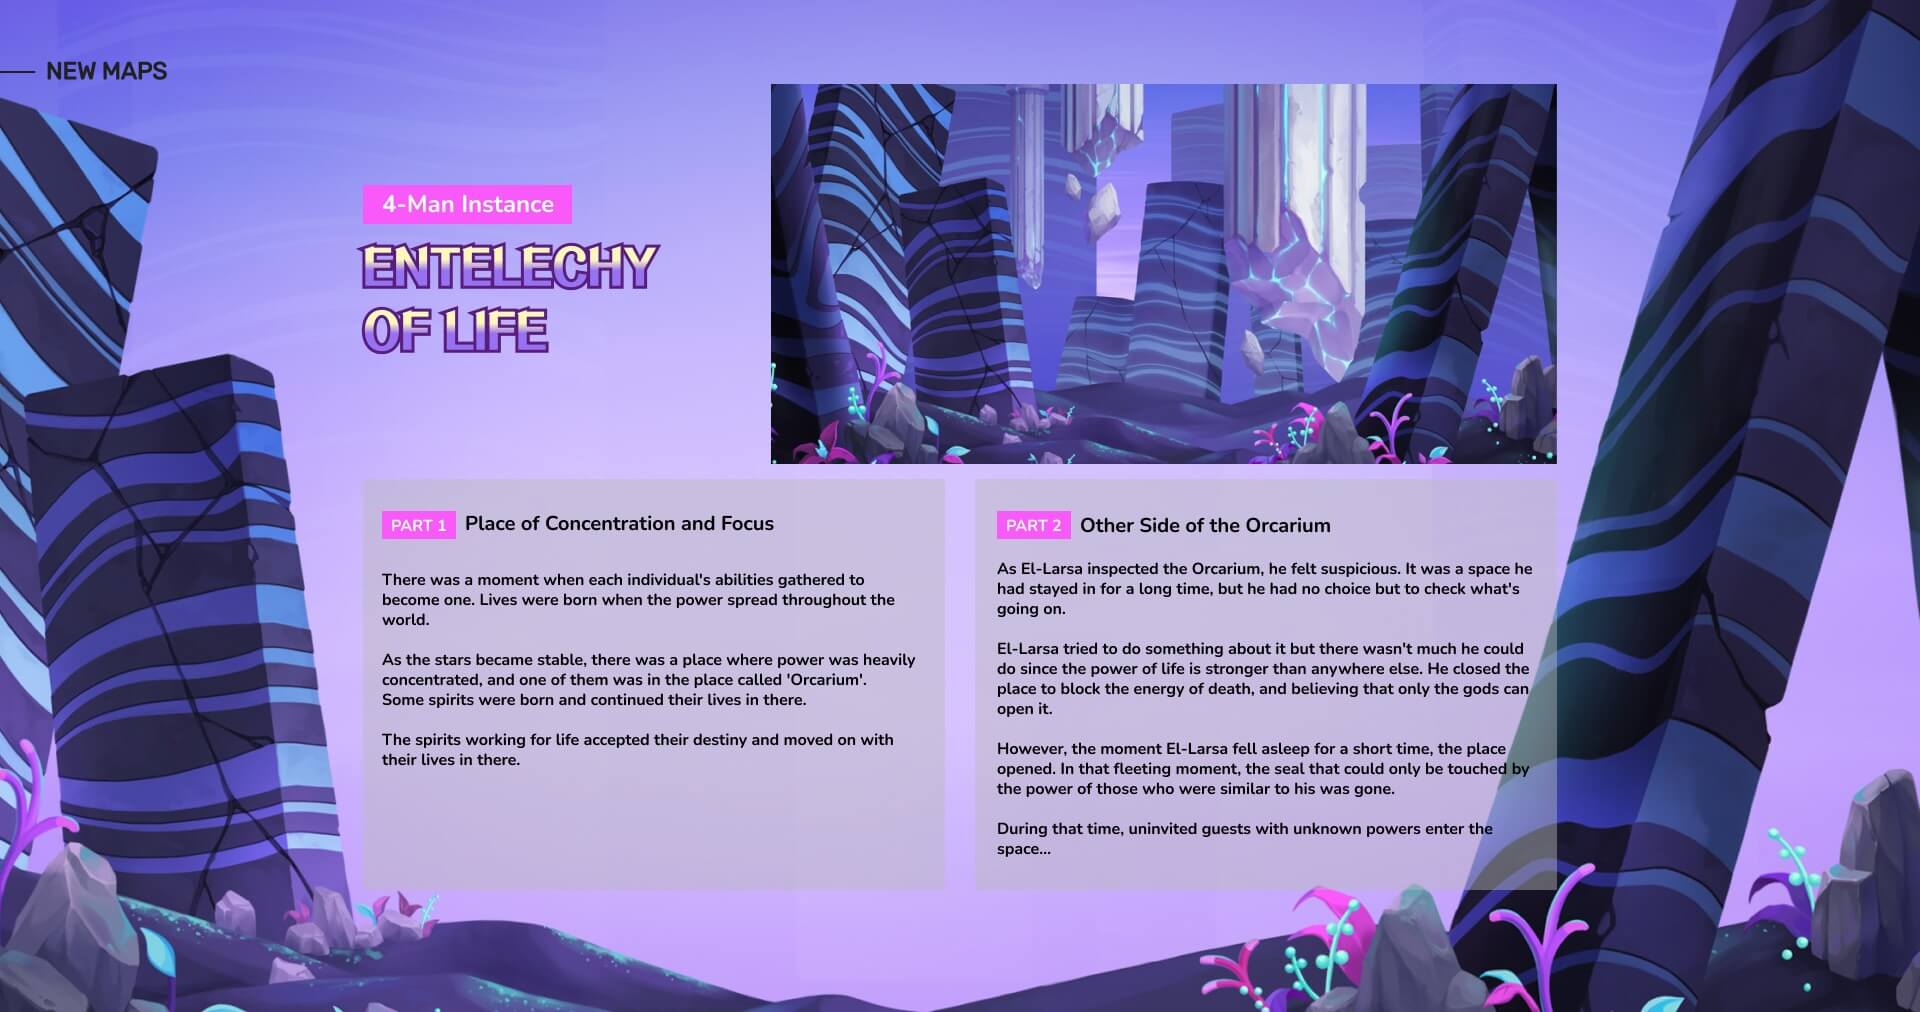 NEW MAPS
4-Man Instance
ENTELECHY
OF LIFE
PART 1 Place of Concentration and Focus
There was a moment when each individual's abilities gathered to
become one. Lives were born when the power spread throughout the
world.
As the stars became stable, there was a place where power was heavily
concentrated, and one of them was in the place called 'Orcarium'.
Some spirits were born and continued their lives in there.
The spirits working for life accepted their destiny and moved on with
their lives in there.
PART 2 Other Side of the Orcarium
As El-Larsa inspected the Orcarium, he felt suspicious. It was a space he
had stayed in for a long time, but he had no choice but to check what's
going on.
El-Larsa tried to do something about it but there wasn't much he could
do since the power of life is stronger than anywhere else. He closed the
place to block the energy of death, and believing that only the gods can
open it.
However, the moment El-Larsa fell asleep for a short time, the place
opened. In that fleeting moment, the seal that could only be touched by
the power of those who were similar to his was gone.
During that time, uninvited guests with unknown powers enter the
space...